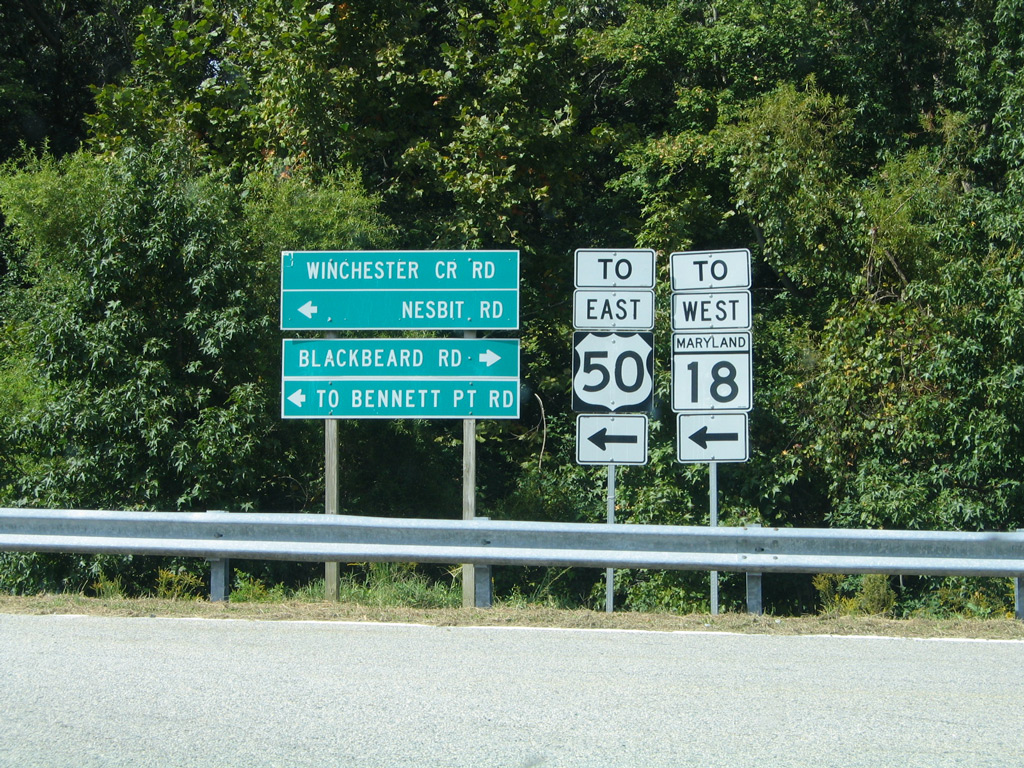 WINCHESTER CR RD
NESBIT RD
BLACKBEARD RD
TO BENNETT PT RD
TO
EAST
50
TO
WEST
MARYLAND
18